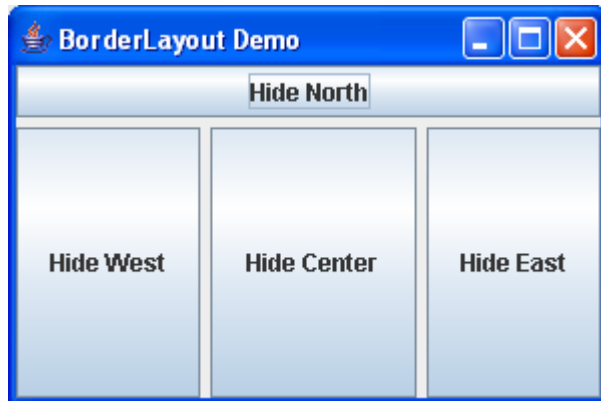 BorderLayout Demo
Hide North
Hide West
Hide Center
Hide East